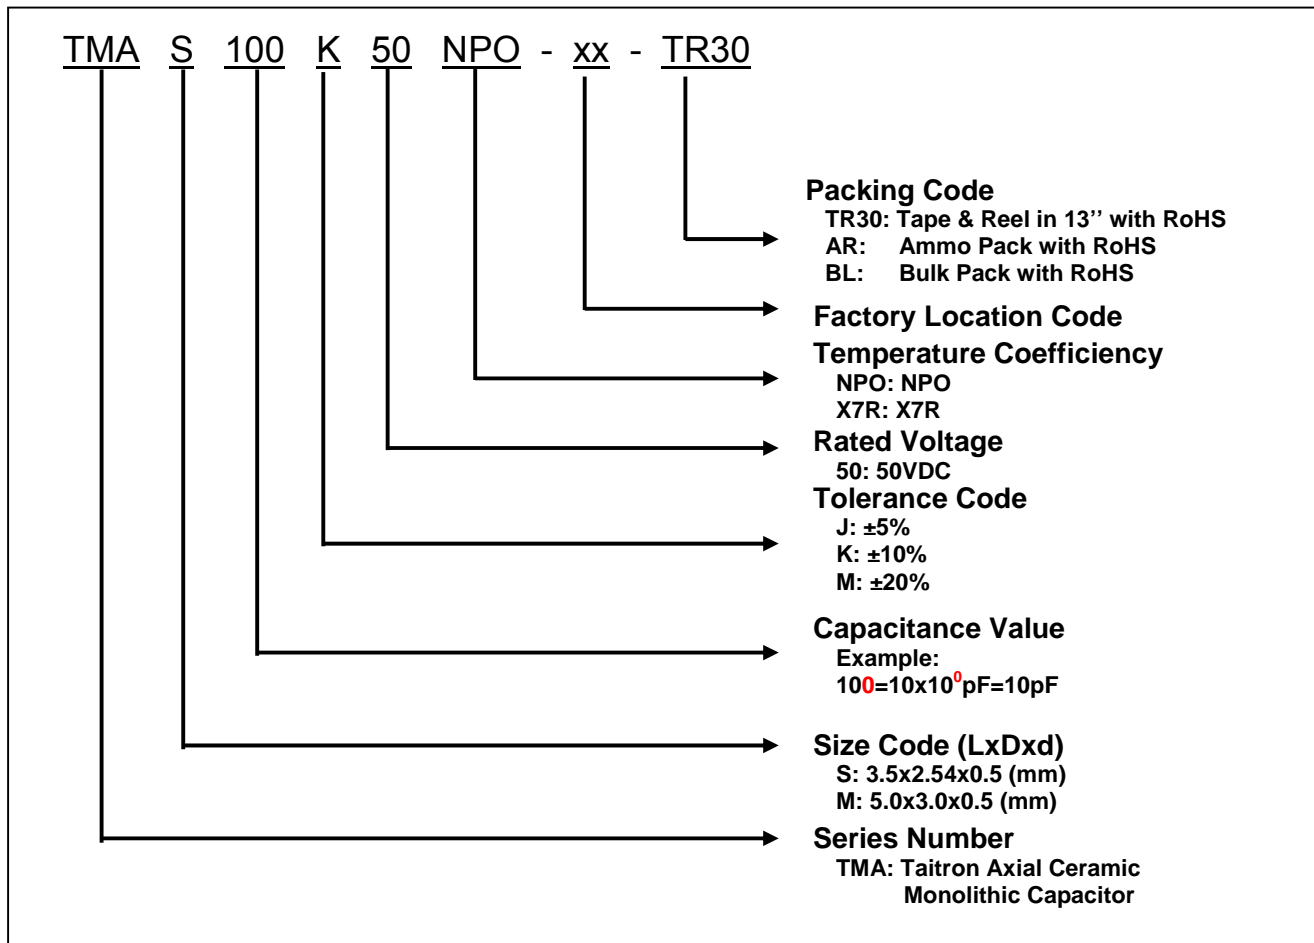 TMA S 100 K 50 NPO - xx - TR30
Packing Code
TR30: Tape & Reel in 13’’ with RoHS
AR: Ammo Pack with RoHS
BL: Bulk Pack with RoHS
Factory Location Code
Temperature Coefficiency
NPO: NPO
X7R: X7R
Rated Voltage
50: 50VDC
Tolerance Code
J: ±5%
K: ±10%
M: ±20%
Capacitance Value
Example:
100=10x10⁰pF=10pF
Size Code (LxDxd)
S: 3.5x2.54x0.5 (mm)
M: 5.0x3.0x0.5 (mm)
Series Number
TMA: Taitron Axial Ceramic
Monolithic Capacitor